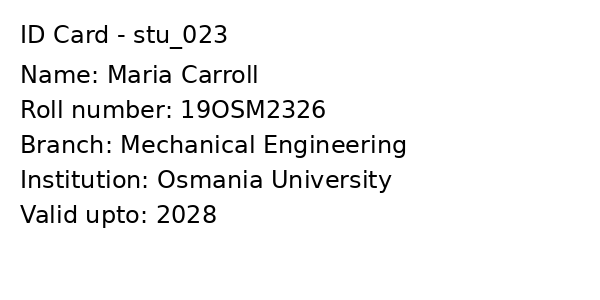 ID Card - stu_023
Name: Maria Carroll
Roll number: 19OSM2326
Branch: Mechanical Engineering
Institution: Osmania University
Valid upto: 2028